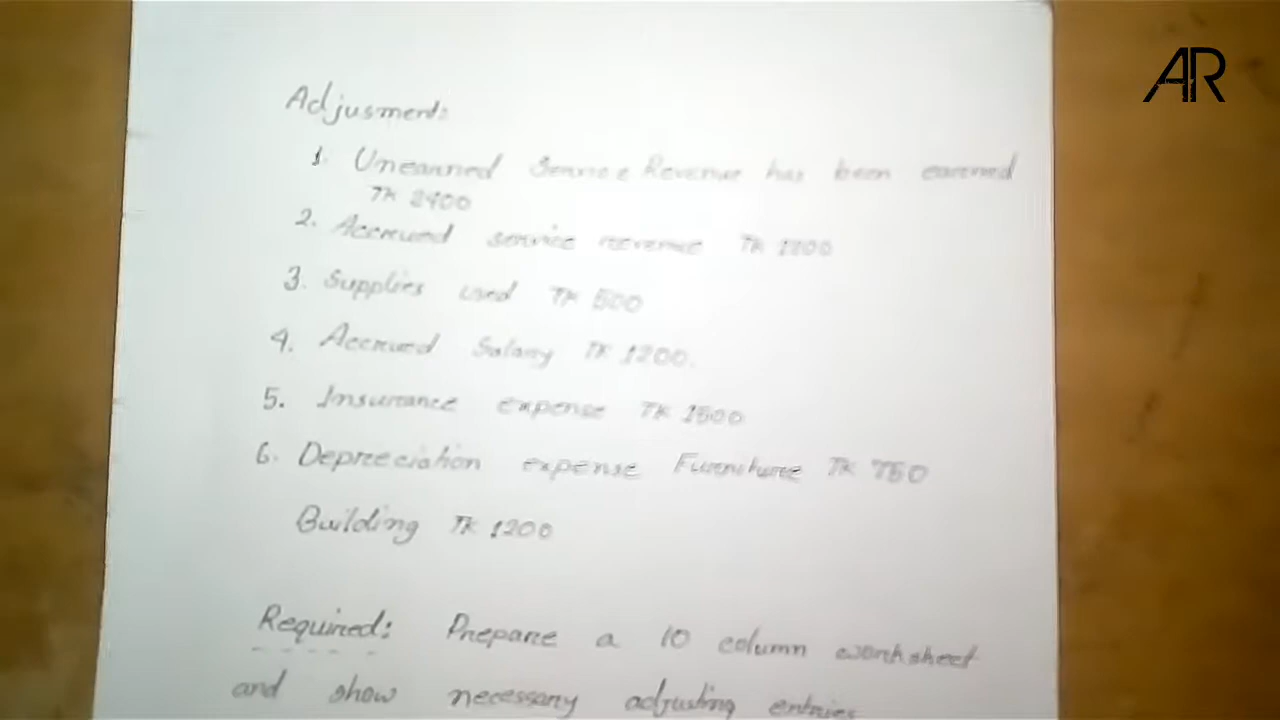 AR
Adjusment:
1. Unearned Service Revenue has been earned
TK 2400
2. Accrued service revenue TK 1200
3. Supplies used TK 500
4. Accrued Salary TK 1200.
5. Insurance expense TK 1500
6. Depreciation expense Furniture TK 750
Building TK 1200
Required: Prepare a 10 column worksheet
and show necessary adjusting entries